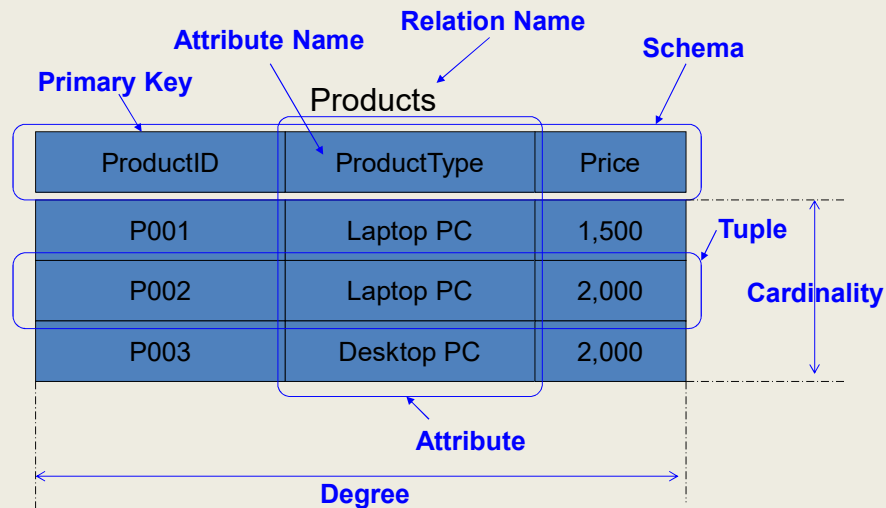 Relation Name
Attribute Name
Schema
Primary Key
Products
ProductID ProductType Price
P001 Laptop PC 1,500
Tuple
P002 Laptop PC 2,000
Cardinality
P003 Desktop PC 2,000
Attribute
Degree